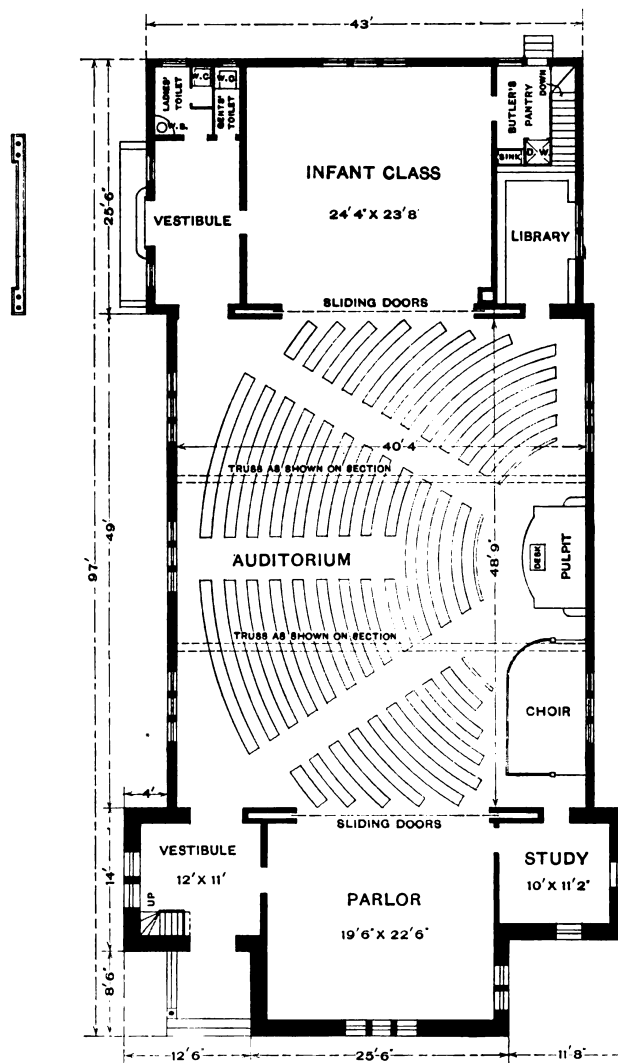 43'
LADIES' TOILET
W.C.
W.C.
GENTS' TOILET
W.B.
BUTLER'S PANTRY
DOWN
SINK
D.W.
INFANT CLASS
24'4" X 23'8"
VESTIBULE
25'6"
LIBRARY
SLIDING DOORS
40'4
TRUSS AS SHOWN ON SECTION
49'
97'
AUDITORIUM
48'9"
DESK
PULPIT
TRUSS AS SHOWN ON SECTION
CHOIR
4'
SLIDING DOORS
VESTIBULE
12' X 11'
UP
14'
STUDY
10' X 11'2"
PARLOR
19'6" X 22'6"
8'6"
12'6"
25'6"
11'8"